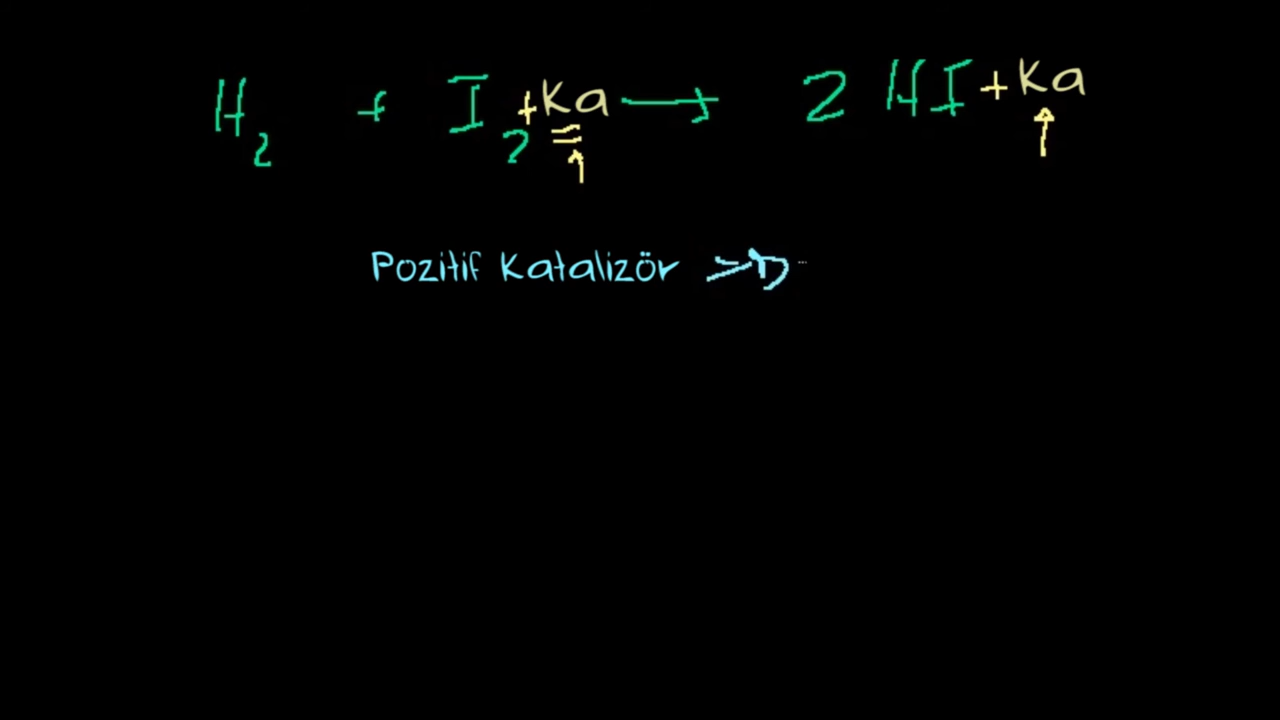 H₂ + I₂ + Ka → 2 HI + Ka
Pozitif Katalizör